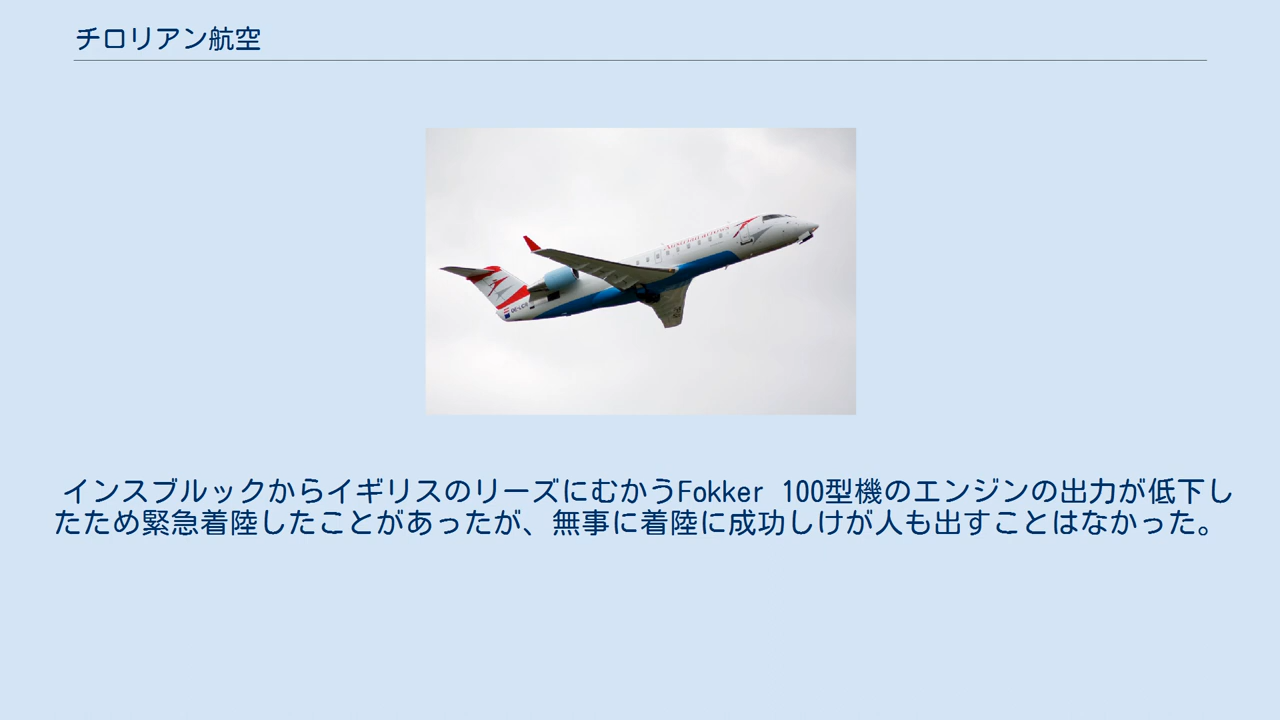 チロリアン航空
インスブルックからイギリスのリーズにむかうFokker 100型機のエンジンの出力が低下し
たため緊急着陸したことがあったが、無事に着陸に成功しけが人も出すことはなかった。